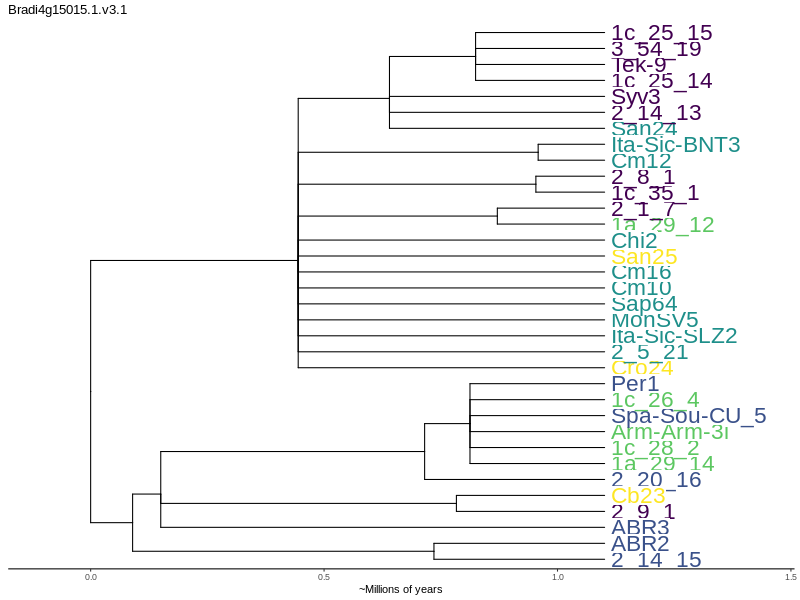 Bradi4g15015.1.v3.1
1c_25_15
3_54_19
Tek-9
1c_25_14
Syv3
2_14_13
San24
Ita-Sic-BNT3
Cm12
2_8_1
1c_35_1
2_1_7
1a_29_12
Chi2
San25
Cm16
Cm10
Sap64
MonSV5
Ita-Sic-SLZ2
2_5_21
Cro24
Per1
1c_26_4
Spa-Sou-CU_5
Arm-Arm-3f
1c_28_2
1a_29_14
2_20_16
Cb23
2_9_1
ABR3
ABR2
2_14_15
0.0 0.5 1.0 1.5
~Millions of years